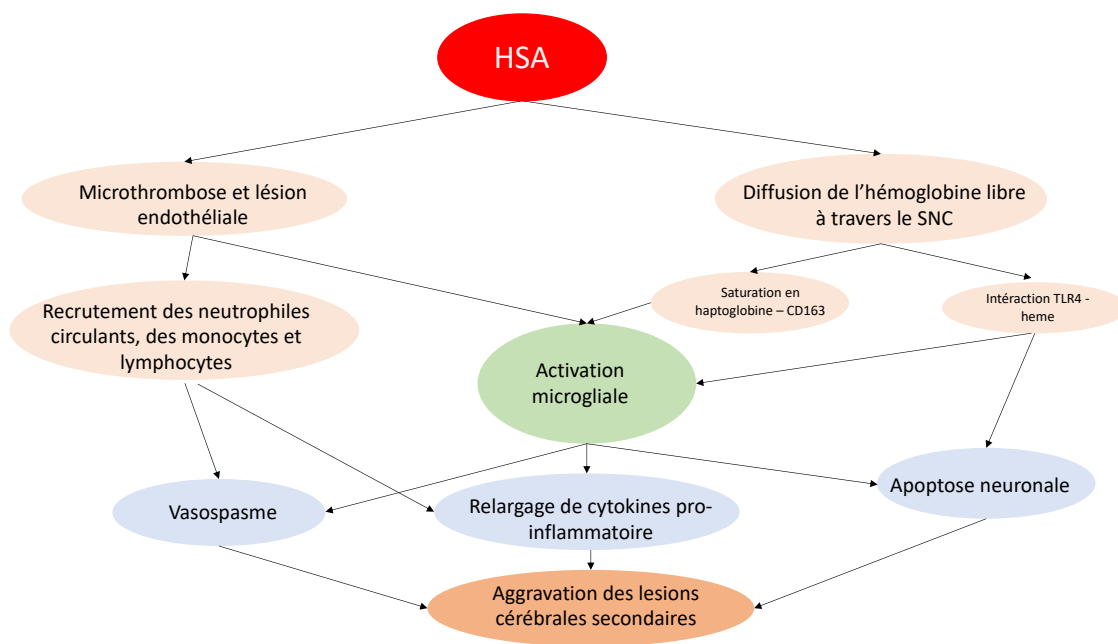 HSA
Microthrombose et lésion
endothéliale
Diffusion de l'hémoglobine libre
à travers le SNC
Recrutement des neutrophiles
circulants, des monocytes et
lymphocytes
Saturation en
haptoglobine – CD163
Intéraction TLR4 -
heme
Activation
microgliale
Vasospasme
Relargage de cytokines pro-
inflammatoire
Apoptose neuronale
Aggravation des lesions
cérébrales secondaires